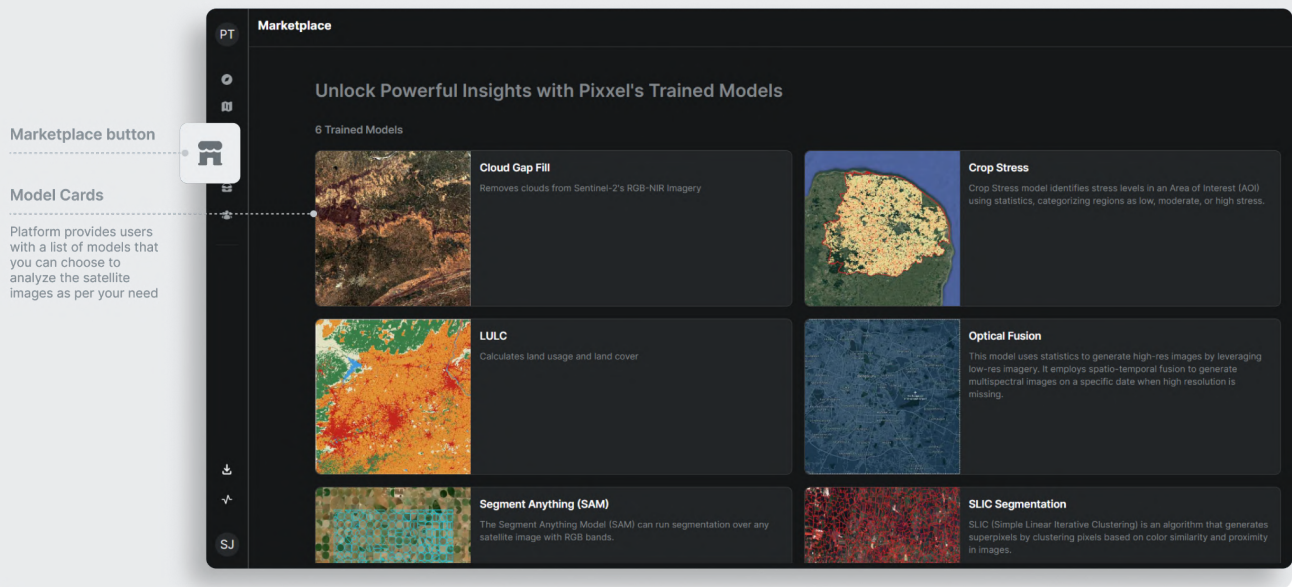 PT
Marketplace
Unlock Powerful Insights with Pixxel's Trained Models
6 Trained Models
Marketplace button
Model Cards
Platform provides users
with a list of models that
you can choose to
analyze the satellite
images as per your need
Cloud Gap Fill
Removes clouds from Sentinel-2's RGB-NIR Imagery
Crop Stress
Crop Stress model identifies stress levels in an Area of Interest (AOI)
using statistics, categorizing regions as low, moderate, or high stress.
LULC
Calculates land usage and land cover
Optical Fusion
This model uses statistics to generate high-res images by leveraging
low-res imagery. It employs spatio-temporal fusion to generate
multispectral images on a specific date when high resolution is
missing.
Segment Anything (SAM)
The Segment Anything Model (SAM) can run segmentation over any
satellite image with RGB bands.
SLIC Segmentation
SLIC (Simple Linear Iterative Clustering) is an algorithm that generates
superpixels by clustering pixels based on color similarity and proximity
in images.
SJ